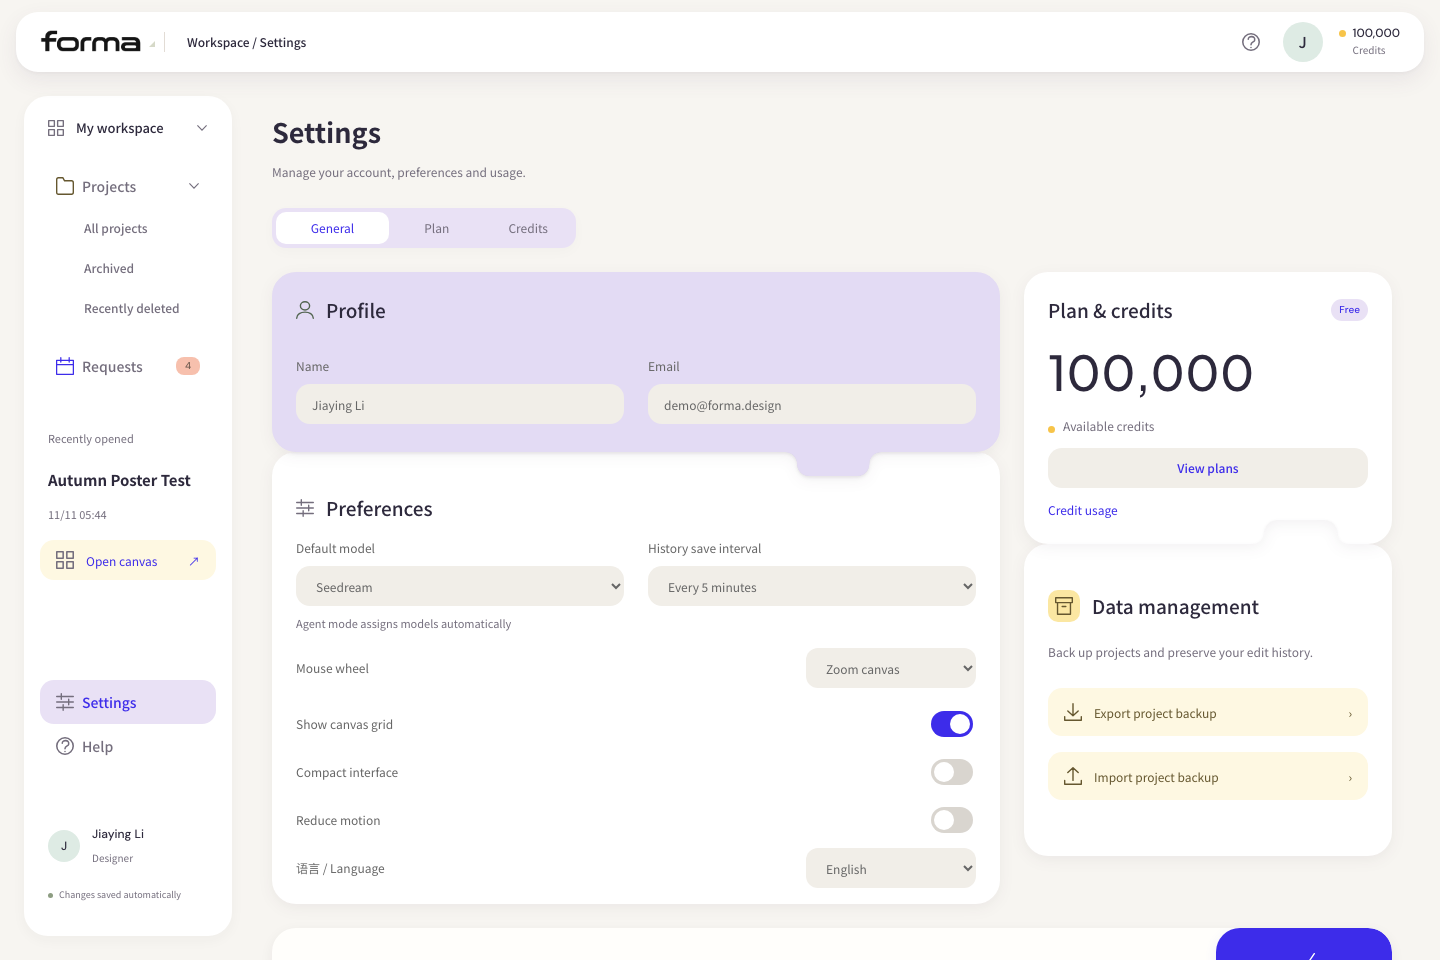 forma
Workspace / Settings
J
100,000
Credits
My workspace
Projects
All projects
Archived
Recently deleted
Requests
4
Recently opened
Autumn Poster Test
11/11 05:44
Open canvas
↗
Settings
Help
J
Jiaying Li
Designer
Changes saved automatically
Settings
Manage your account, preferences and usage.
General
Plan
Credits
Profile
Name
Jiaying Li
Email
demo@forma.design
Preferences
Default model
Seedream
Agent mode assigns models automatically
History save interval
Every 5 minutes
Mouse wheel
Zoom canvas
Show canvas grid
Compact interface
Reduce motion
语言 / Language
English
Plan & credits
Free
100,000
Available credits
View plans
Credit usage
Data management
Back up projects and preserve your edit history.
Export project backup
›
Import project backup
›